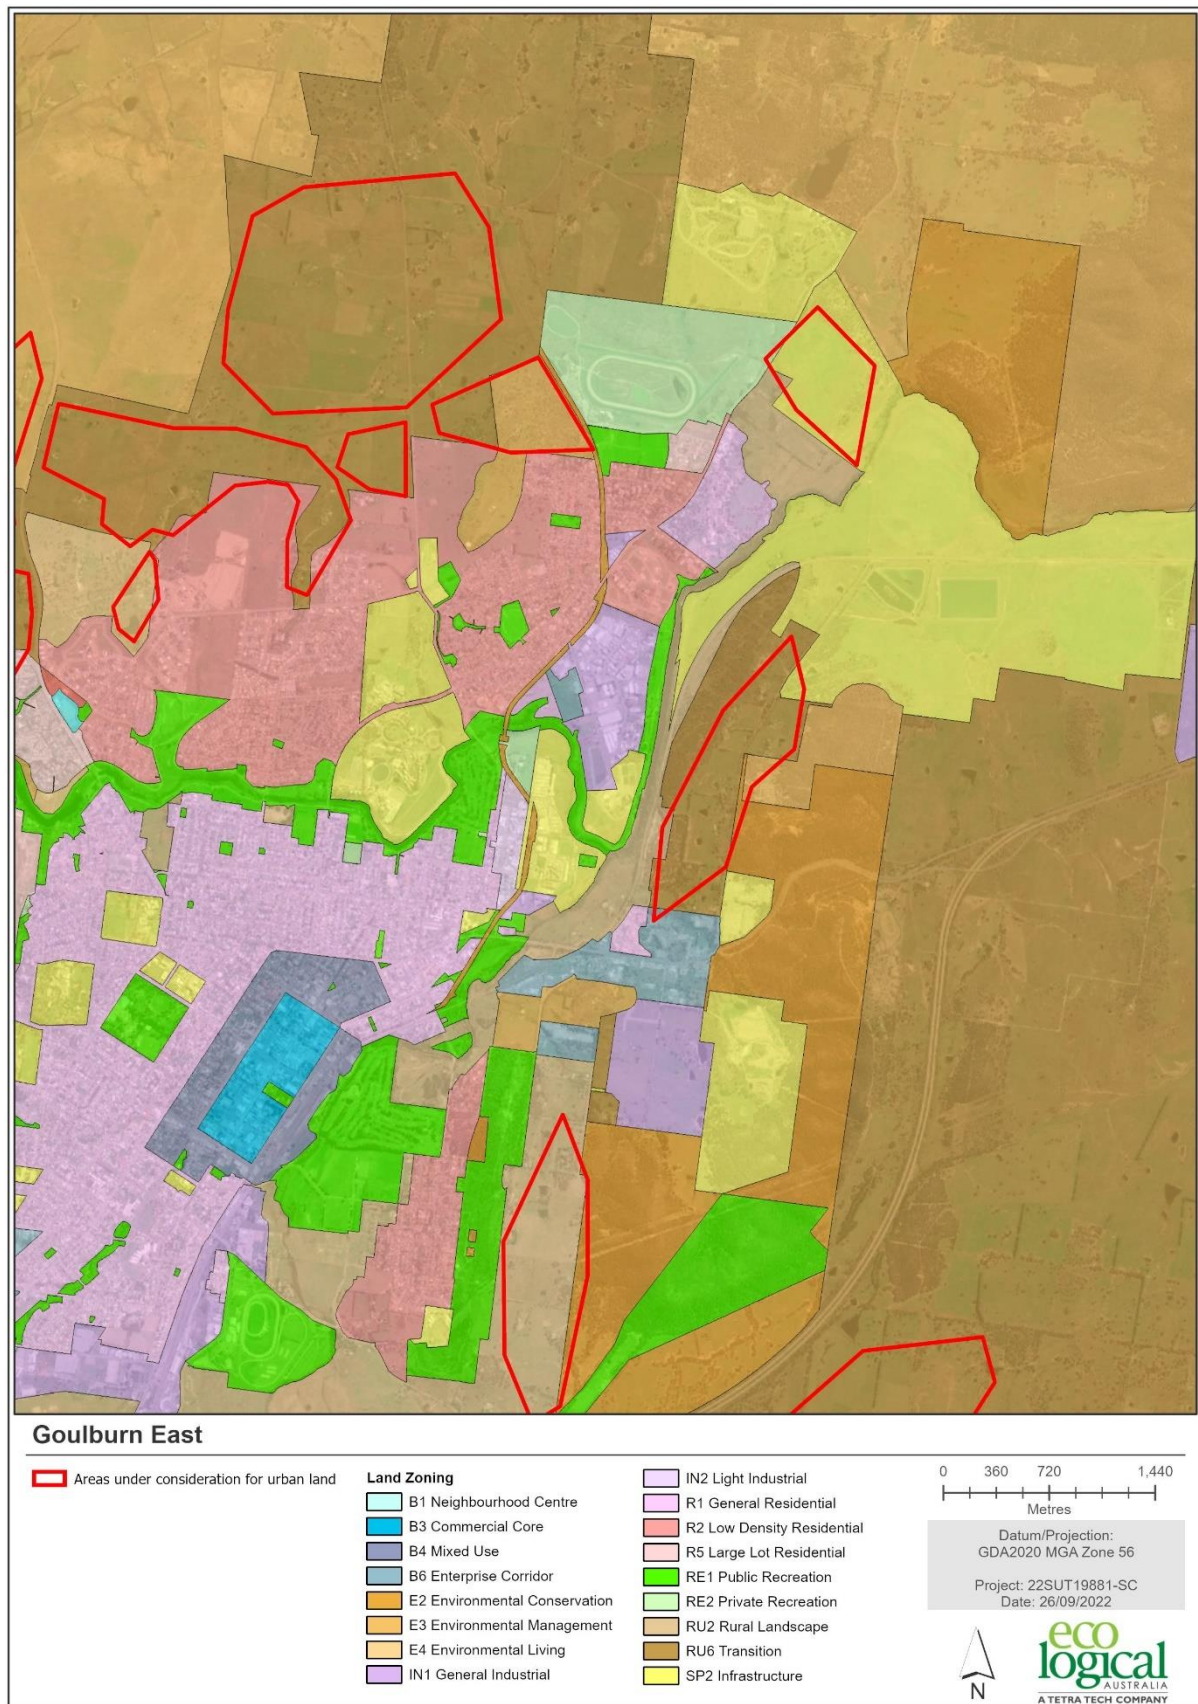 Goulburn East
Areas under consideration for urban land
Land Zoning
B1 Neighbourhood Centre
B3 Commercial Core
B4 Mixed Use
B6 Enterprise Corridor
E2 Environmental Conservation
E3 Environmental Management
E4 Environmental Living
IN1 General Industrial
IN2 Light Industrial
R1 General Residential
R2 Low Density Residential
R5 Large Lot Residential
RE1 Public Recreation
RE2 Private Recreation
RU2 Rural Landscape
RU6 Transition
SP2 Infrastructure
0 360 720 1,440
Metres
Datum/Projection:
GDA2020 MGA Zone 56
Project: 22SUT19881-SC
Date: 26/09/2022
N
eco
logical
AUSTRALIA
A TETRA TECH COMPANY